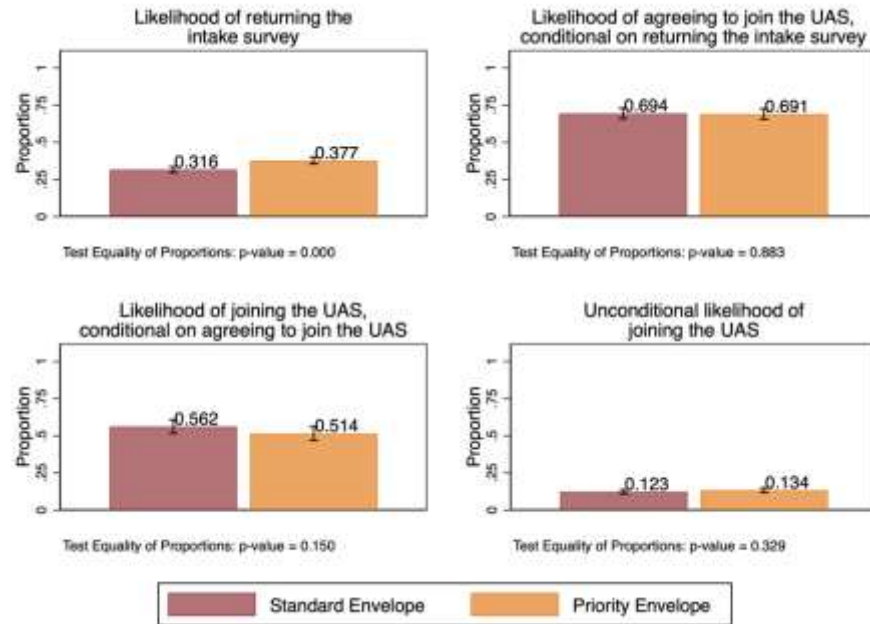 Likelihood of returning the
intake survey
Proportion
0 .25 .5 .75 1
0.316
0.377
Test Equality of Proportions: p-value = 0.000
Likelihood of agreeing to join the UAS,
conditional on returning the intake survey
Proportion
0 .25 .5 .75 1
0.694
0.691
Test Equality of Proportions: p-value = 0.883
Likelihood of joining the UAS,
conditional on agreeing to join the UAS
Proportion
0 .25 .5 .75 1
0.562
0.514
Test Equality of Proportions: p-value = 0.150
Unconditional likelihood of
joining the UAS
Proportion
0 .25 .5 .75 1
0.123
0.134
Test Equality of Proportions: p-value = 0.329
Standard Envelope
Priority Envelope